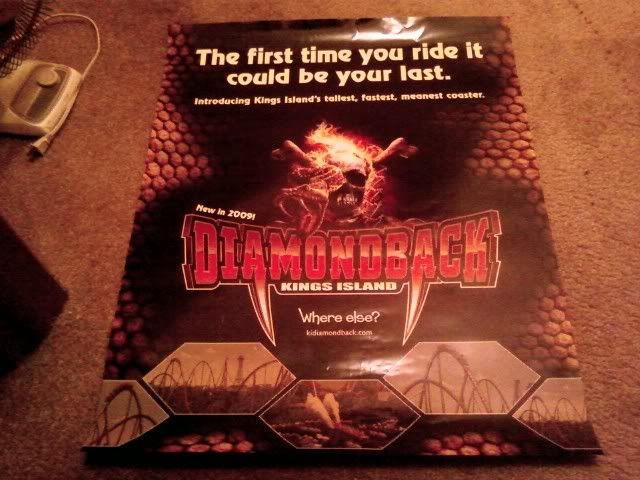 The first time you ride it
could be your last.
Introducing Kings Island's tallest, fastest, meanest coaster.
New in 2009!
DIAMONDBACK
KINGS ISLAND
Where else?
kidiamondback.com